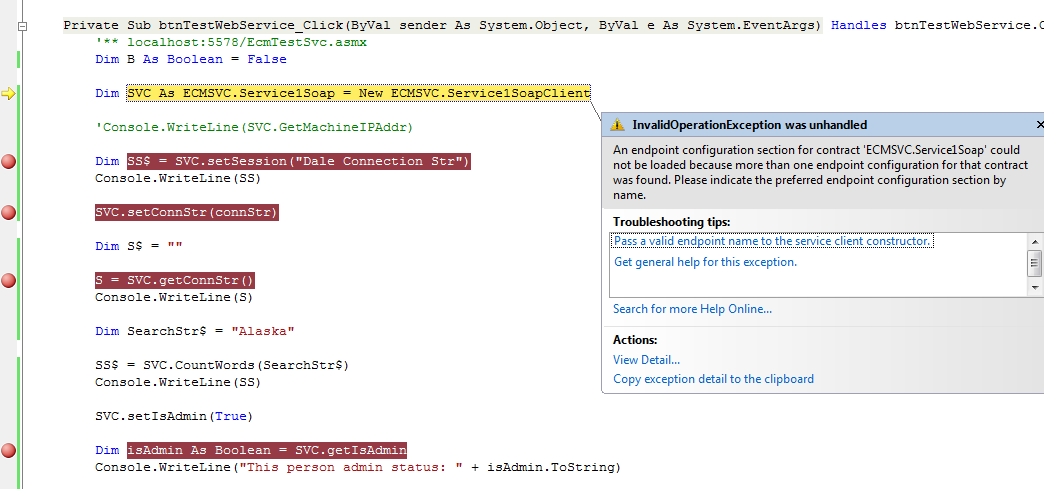 Private Sub btnTestWebService_Click(ByVal sender As System.Object, ByVal e As System.EventArgs) Handles btnTestWebService.C
'** localhost:5578/EcmTestSvc.asmx
Dim B As Boolean = False
Dim SVC As ECMSVC.Service1Soap = New ECMSVC.Service1SoapClient
'Console.WriteLine(SVC.GetMachineIPAddr)
Dim SS$ = SVC.setSession("Dale Connection Str")
Console.WriteLine(SS)
SVC.setConnStr(connStr)
Dim S$ = ""
S = SVC.getConnStr()
Console.WriteLine(S)
Dim SearchStr$ = "Alaska"
SS$ = SVC.CountWords(SearchStr$)
Console.WriteLine(SS)
SVC.setIsAdmin(True)
Dim isAdmin As Boolean = SVC.getIsAdmin
Console.WriteLine("This person admin status: " + isAdmin.ToString)
InvalidOperationException was unhandled
An endpoint configuration section for contract 'ECMSVC.Service1Soap' could
not be loaded because more than one endpoint configuration for that contract
was found. Please indicate the preferred endpoint configuration section by
name.
Troubleshooting tips:
Pass a valid endpoint name to the service client constructor.
Get general help for this exception.
Search for more Help Online...
Actions:
View Detail...
Copy exception detail to the clipboard